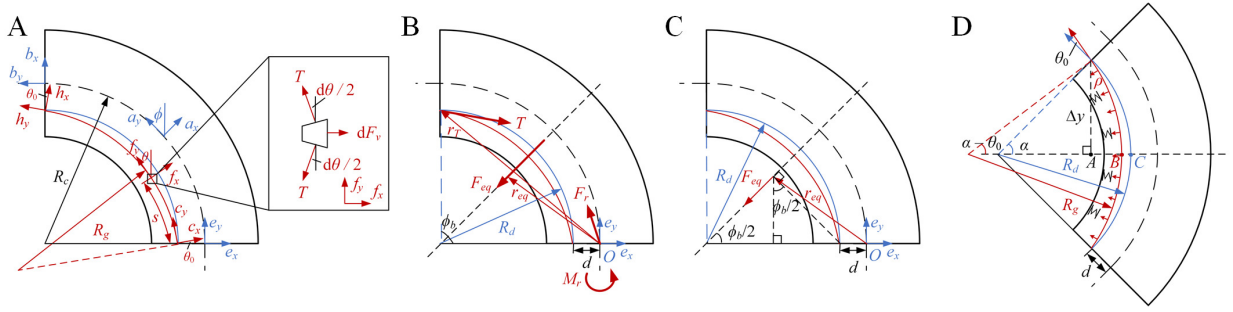 A
b_x
b_y
θ_0
h_x
h_y
R_c
a_y
ϕ
a_x
f_y
θ
f_x
s
c_y
R_g
e_y
c_x
θ_0
e_x
T
dθ / 2
dF_v
dθ / 2
T
f_y
f_x
B
r_T
T
F_eq
r_eq
F_r
ϕ_b
R_d
e_y
d
O
e_x
M_r
C
R_d
F_eq
r_eq
ϕ_b/2
ϕ_b/2
e_y
d
O
e_x
D
θ_0
ρ
Δy
α
θ_0
α
A
B
C
R_d
R_g
d